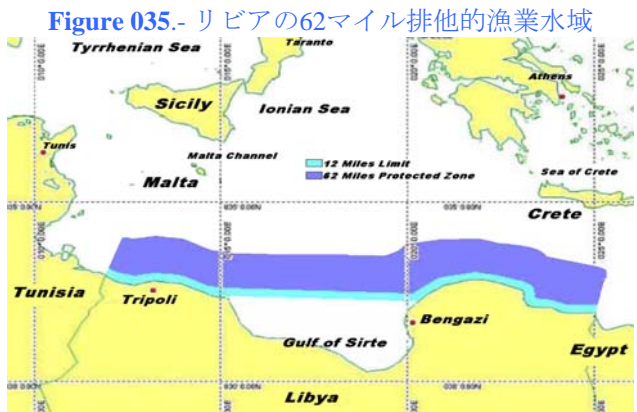 Figure 035.- リビアの62マイル排他的漁業水域
Tyrrhenian Sea
Taranto
Athens
Sicily
Ionian Sea
Tunis
Malta Channel
12 Miles Limit
62 Miles Protected Zone
Malta
Sea of Crete
Crete
Tunisia
Tripoli
Bengazi
Gulf of Sirte
Egypt
Libya